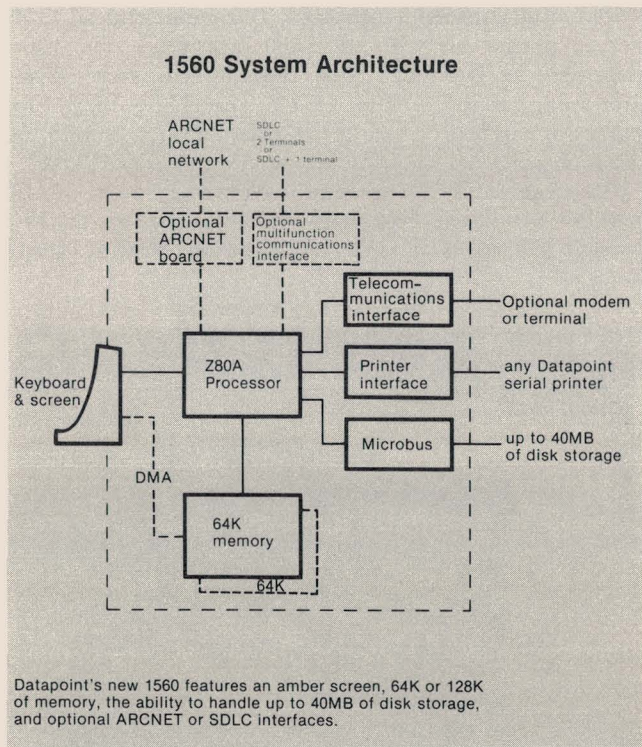 1560 System Architecture
ARCNET
local
network
SDLC
or
2 Terminals
or
SDLC + 1 terminal
Optional
ARCNET
board
Optional
multifunction
communications
interface
Telecom-
munications
interface
Optional modem
or terminal
Keyboard
& screen
Z80A
Processor
Printer
interface
any Datapoint
serial printer
Microbus
up to 40MB
of disk storage
DMA
64K
memory
64K
Datapoint's new 1560 features an amber screen, 64K or 128K
of memory, the ability to handle up to 40MB of disk storage,
and optional ARCNET or SDLC interfaces.